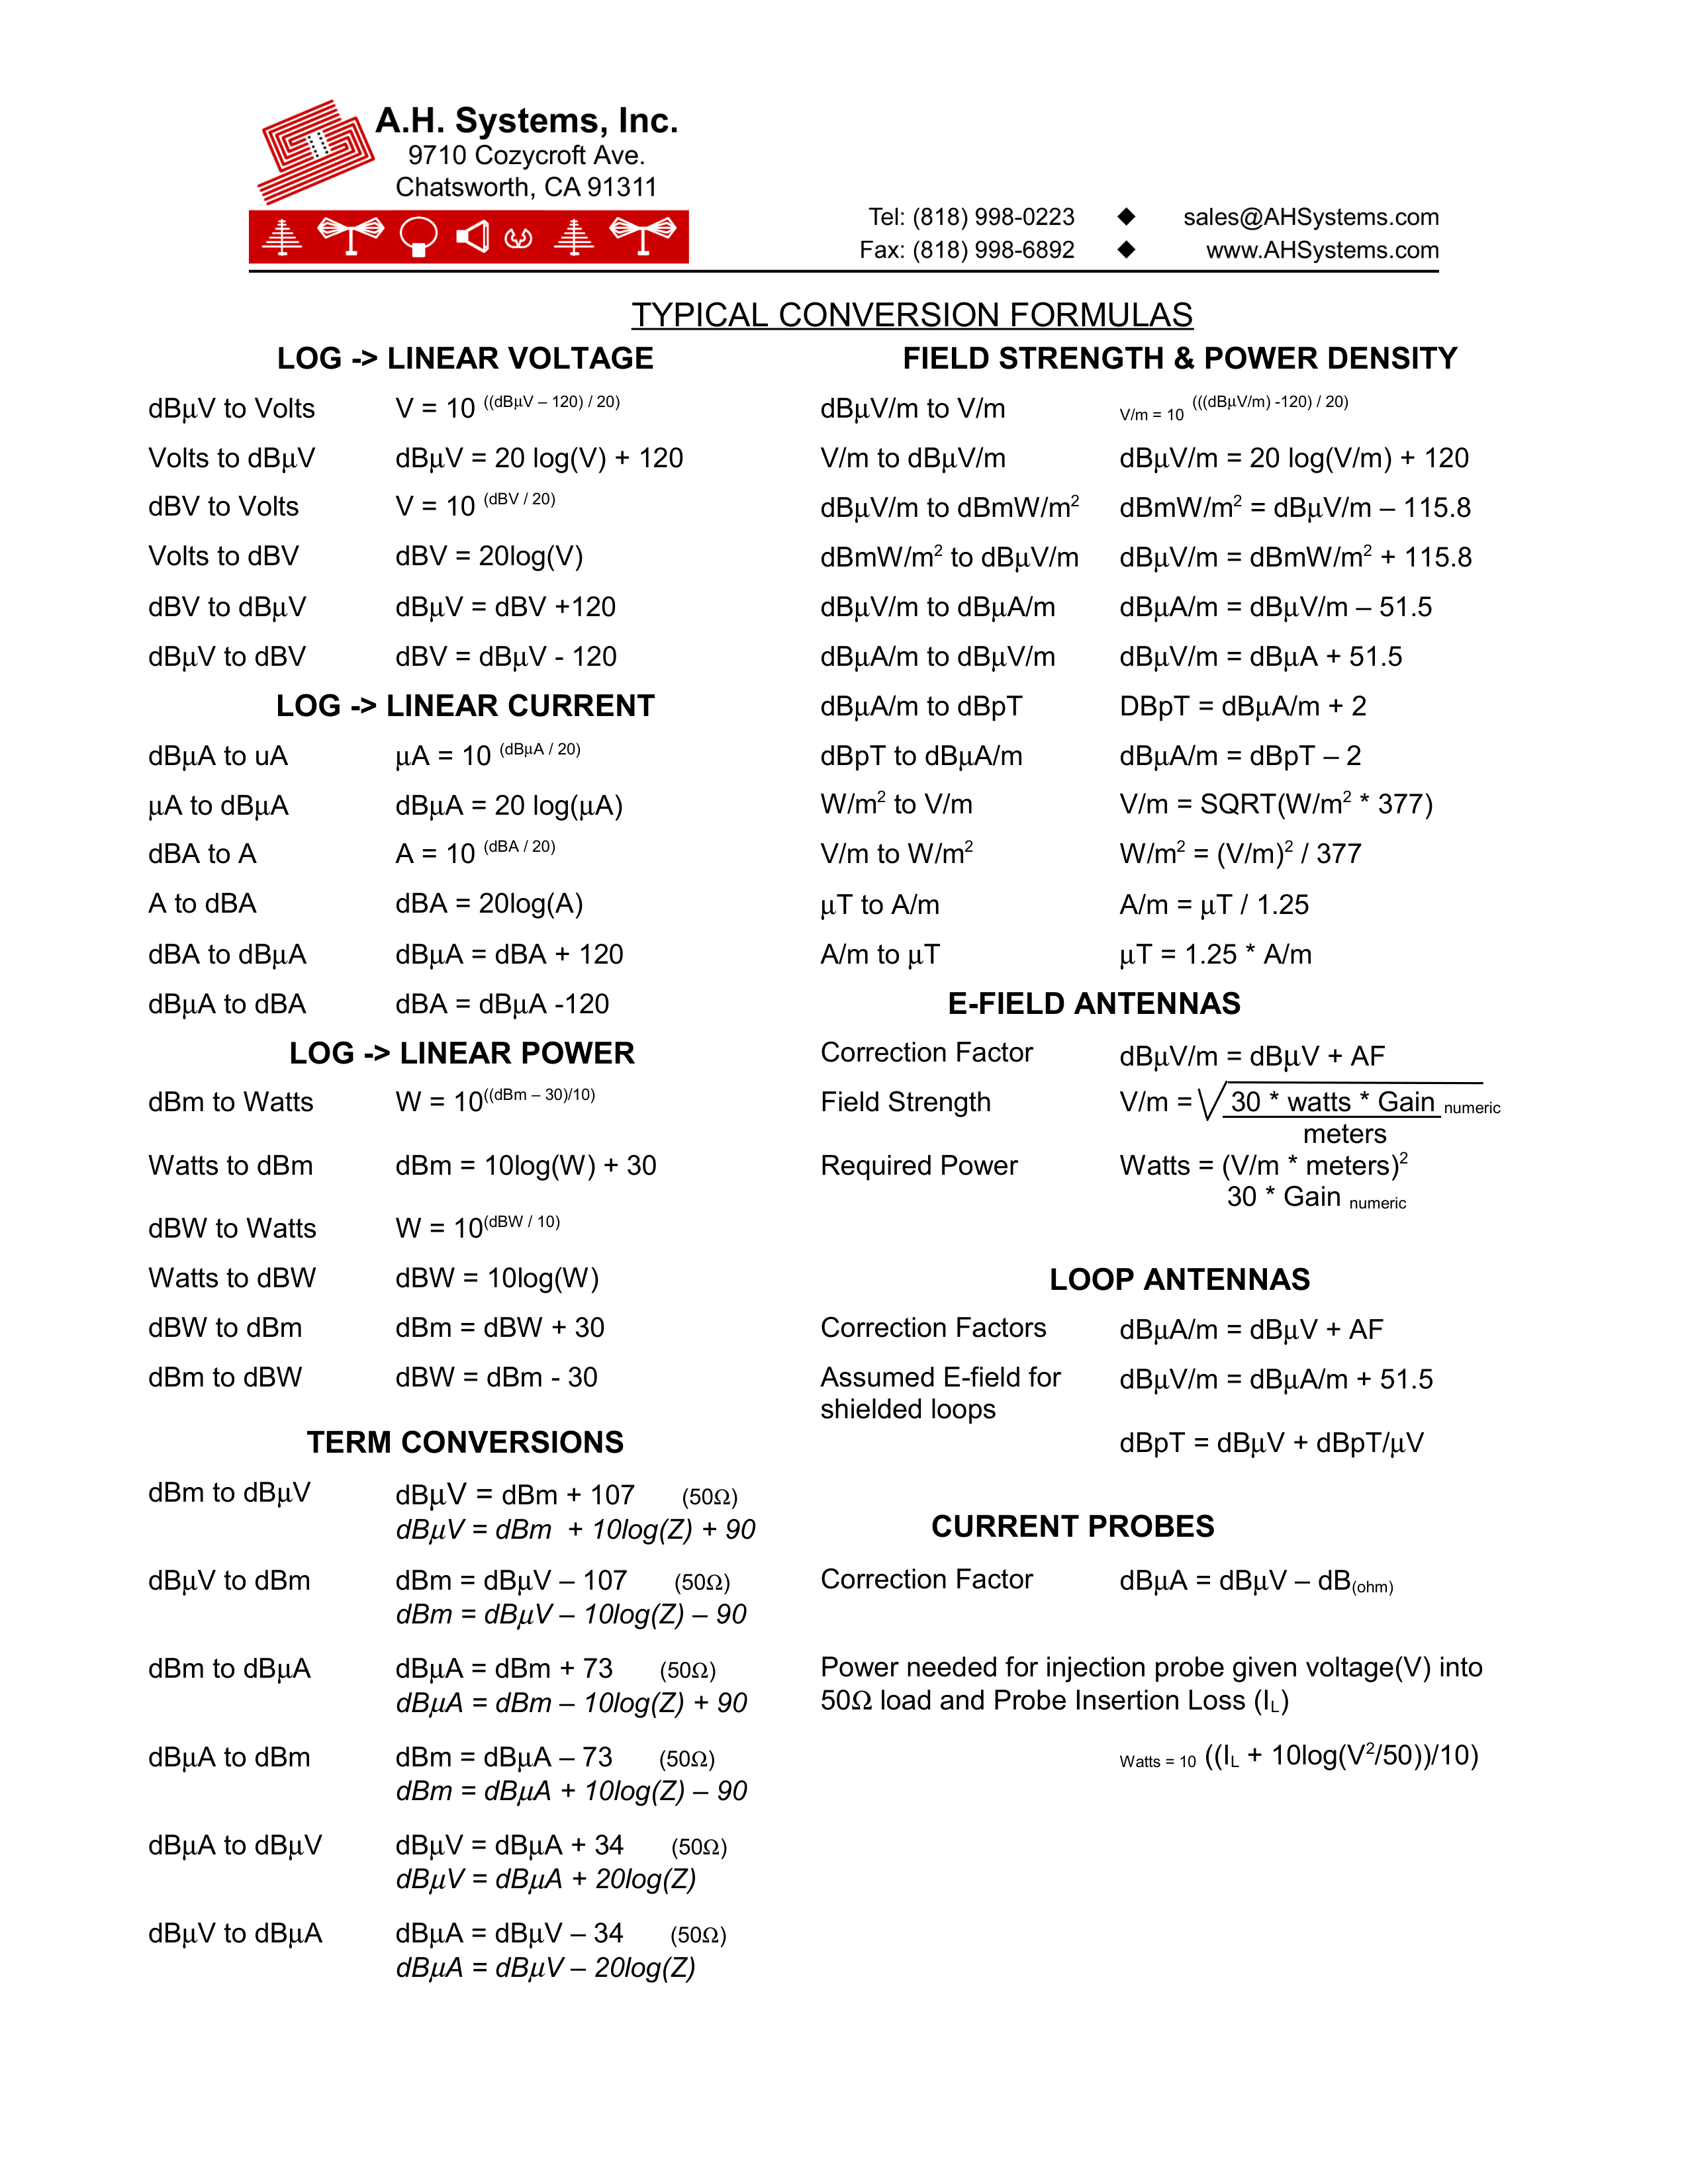 A.H. Systems, Inc.
9710 Cozycroft Ave.
Chatsworth, CA 91311
Tel: (818) 998-0223 ◆ sales@AHSystems.com
Fax: (818) 998-6892 ◆ www.AHSystems.com
TYPICAL CONVERSION FORMULAS
LOG -> LINEAR VOLTAGE
dBµV to Volts V = 10 ((dBµV – 120) / 20)
Volts to dBµV dBµV = 20 log(V) + 120
dBV to Volts V = 10 (dBV / 20)
Volts to dBV dBV = 20log(V)
dBV to dBµV dBµV = dBV +120
dBµV to dBV dBV = dBµV - 120
LOG -> LINEAR CURRENT
dBµA to uA µA = 10 (dBµA / 20)
µA to dBµA dBµA = 20 log(µA)
dBA to A A = 10 (dBA / 20)
A to dBA dBA = 20log(A)
dBA to dBµA dBµA = dBA + 120
dBµA to dBA dBA = dBµA -120
LOG -> LINEAR POWER
dBm to Watts W = 10((dBm – 30)/10)
Watts to dBm dBm = 10log(W) + 30
dBW to Watts W = 10(dBW / 10)
Watts to dBW dBW = 10log(W)
dBW to dBm dBm = dBW + 30
dBm to dBW dBW = dBm - 30
TERM CONVERSIONS
dBm to dBµV dBµV = dBm + 107 (50Ω)
dBµV = dBm + 10log(Z) + 90
dBµV to dBm dBm = dBµV – 107 (50Ω)
dBm = dBµV – 10log(Z) – 90
dBm to dBµA dBµA = dBm + 73 (50Ω)
dBµA = dBm – 10log(Z) + 90
dBµA to dBm dBm = dBµA – 73 (50Ω)
dBm = dBµA + 10log(Z) – 90
dBµA to dBµV dBµV = dBµA + 34 (50Ω)
dBµV = dBµA + 20log(Z)
dBµV to dBµA dBµA = dBµV – 34 (50Ω)
dBµA = dBµV – 20log(Z)
FIELD STRENGTH & POWER DENSITY
dBµV/m to V/m V/m = 10 (((dBµV/m) -120) / 20)
V/m to dBµV/m dBµV/m = 20 log(V/m) + 120
dBµV/m to dBmW/m² dBmW/m² = dBµV/m – 115.8
dBmW/m² to dBµV/m dBµV/m = dBmW/m² + 115.8
dBµV/m to dBµA/m dBµA/m = dBµV/m – 51.5
dBµA/m to dBµV/m dBµV/m = dBµA + 51.5
dBµA/m to dBpT DBpT = dBµA/m + 2
dBpT to dBµA/m dBµA/m = dBpT – 2
W/m² to V/m V/m = SQRT(W/m² * 377)
V/m to W/m² W/m² = (V/m)² / 377
µT to A/m A/m = µT / 1.25
A/m to µT µT = 1.25 * A/m
E-FIELD ANTENNAS
Correction Factor dBµV/m = dBµV + AF
Field Strength V/m = √ 30 * watts * Gain numeric
meters
Required Power Watts = (V/m * meters)²
30 * Gain numeric
LOOP ANTENNAS
Correction Factors dBµA/m = dBµV + AF
Assumed E-field for dBµV/m = dBµA/m + 51.5
shielded loops
dBpT = dBµV + dBpT/µV
CURRENT PROBES
Correction Factor dBµA = dBµV – dB(ohm)
Power needed for injection probe given voltage(V) into
50Ω load and Probe Insertion Loss (IL)
Watts = 10 ((IL + 10log(V²/50))/10)